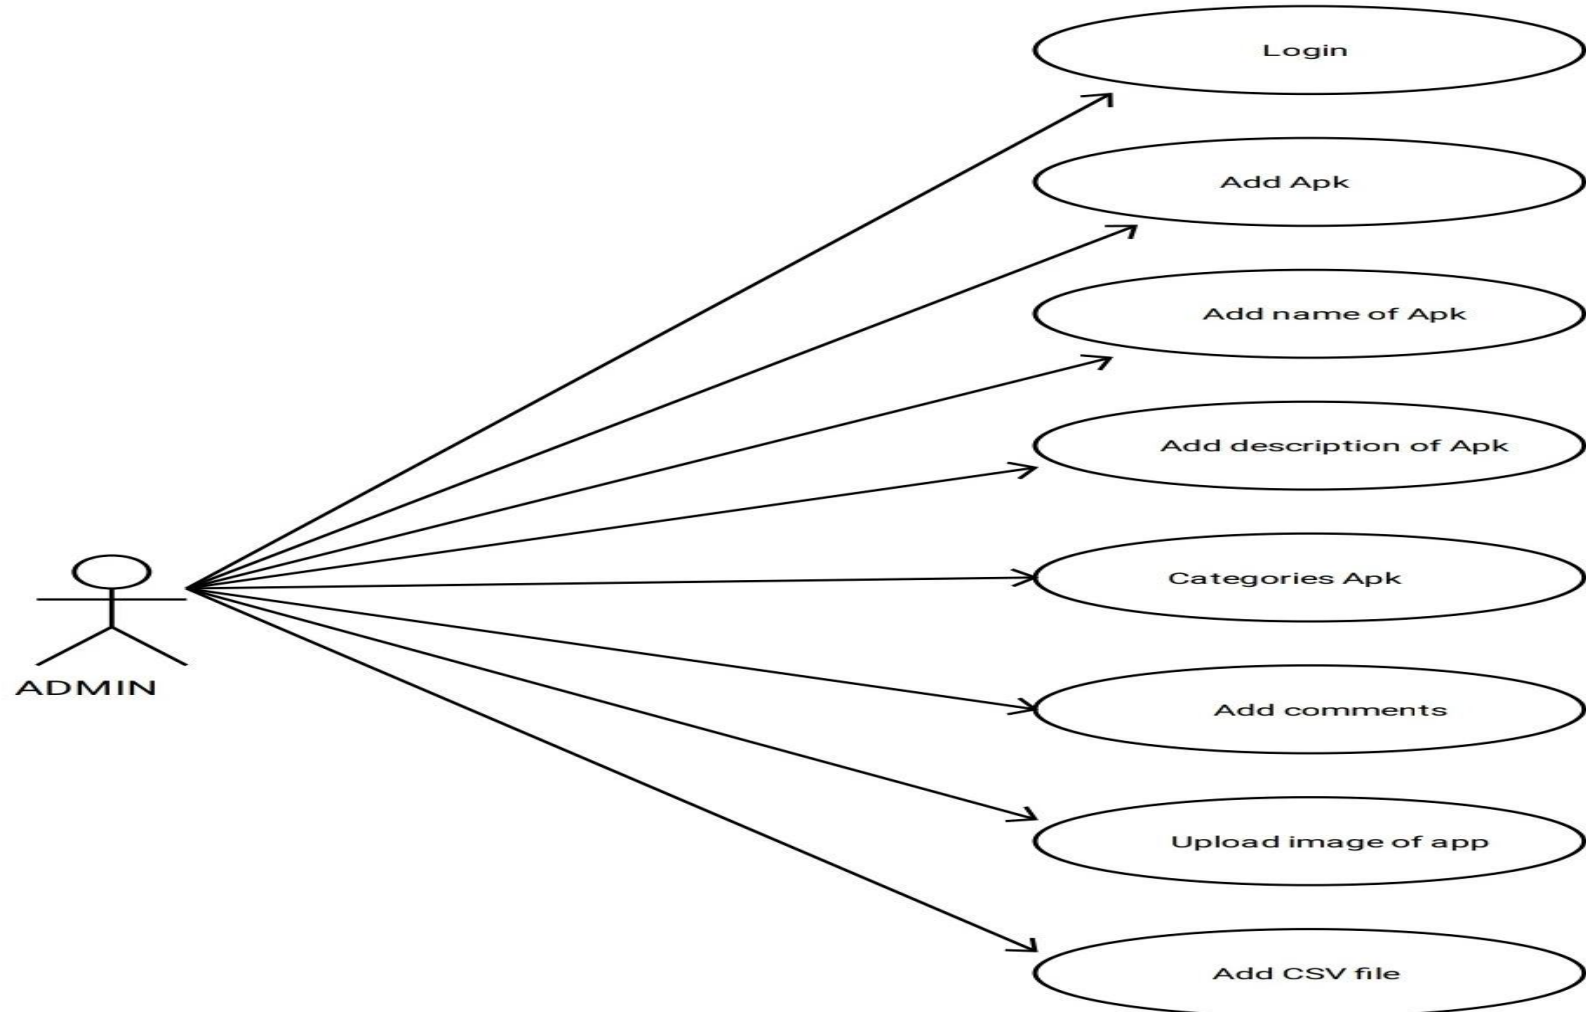 Login
Add Apk
Add name of Apk
Add description of Apk
Categories Apk
ADMIN
Add comments
Upload image of app
Add CSV file